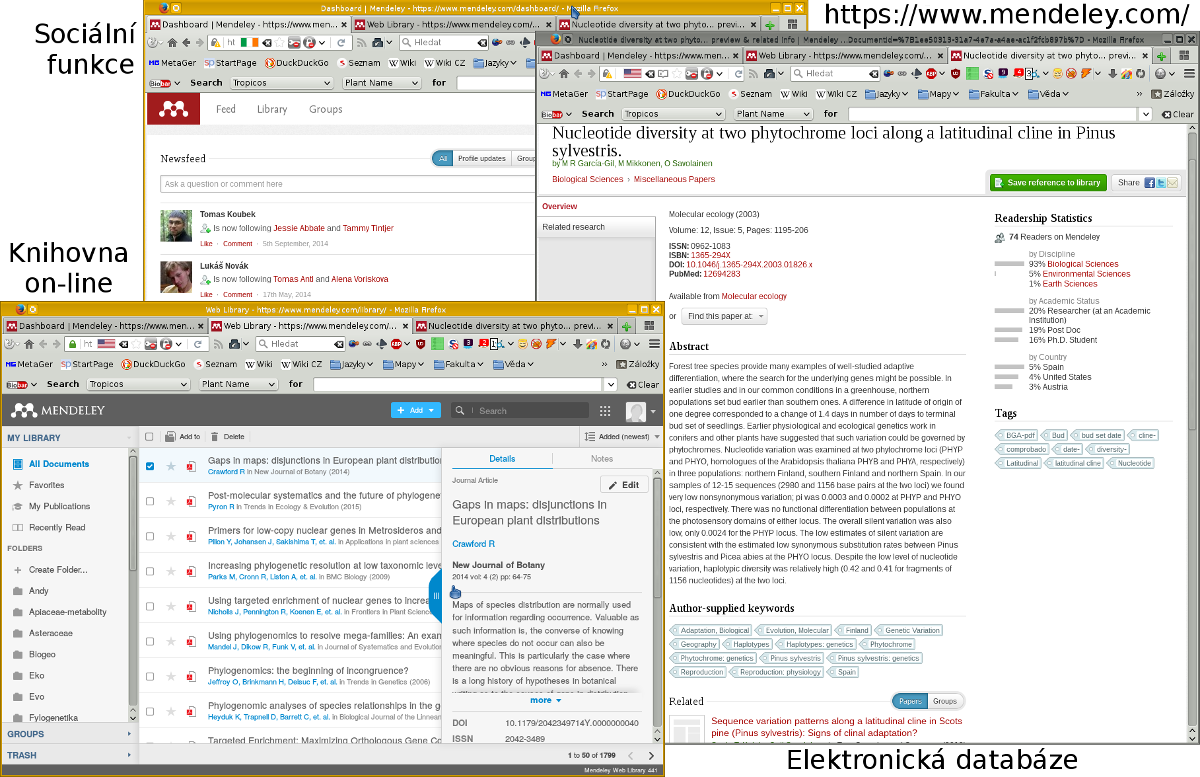 Sociální
funkce
https://www.mendeley.com/
Knihovna
on-line
Elektronická databáze
Dashboard | Mendeley - https://www.mendeley.com/dashboard/ - Mozilla Firefox
Dashboard | Mendeley - https://www.men...
Web Library - https://www.mendeley.com/...
Nucleotide diversity at two phyto... preview...
Hledat
MetaGer StartPage DuckDuckGo Seznam Wiki Wiki CZ Jazyky
Search Tropicos Plant Name for
Feed Library Groups
Newsfeed
All Profile updates Group
Ask a question or comment here
Tomas Koubek
Is now following Jessie Abbate and Tammy Tintjer
Like · Comment · 5th September, 2014
Lukáš Novák
Is now following Tomas Antl and Alena Voriskova
Like · Comment · 17th May, 2014
Dashboard | Mendeley - https://www.men...
Web Library - https://www.mendeley.com/...
Nucleotide diversity at two phyto... preview...
Hledat
MetaGer StartPage DuckDuckGo Seznam Wiki Wiki CZ Jazyky Mapy Fakulta Věda » Záložky
Search Tropicos Plant Name for Clear
Nucleotide diversity at two phytochrome loci along a latitudinal cline in Pinus
sylvestris.
by M R García-Gil, M Mikkonen, O Savolainen
Biological Sciences › Miscellaneous Papers
Save reference to library
Share
Overview
Related research
Molecular ecology (2003)
Volume: 12, Issue: 5, Pages: 1195-206
ISSN: 0962-1083
ISBN: 1365-294X
DOI: 10.1046/j.1365-294X.2003.01826.x
PubMed: 12694283
Available from Molecular ecology
or Find this paper at:
Abstract
Forest tree species provide many examples of well-studied adaptive
differentiation, where the search for the underlying genes might be possible. In
earlier studies and in our common conditions in a greenhouse, northern
populations set bud earlier than southern ones. A difference in latitude of origin of
one degree corresponded to a change of 1.4 days in number of days to terminal
bud set of seedlings. Earlier physiological and ecological genetics work in
conifers and other plants have suggested that such variation could be governed by
phytochromes. Nucleotide variation was examined at two phytochrome loci (PHYP
and PHYO, homologues of the Arabidopsis thaliana PHYB and PHYA, respectively)
in three populations: northern Finland, southern Finland and northern Spain. In our
samples of 12-15 sequences (2980 and 1156 base pairs at the two loci) we found
very low nonsynonymous variation; pi was 0.0003 and 0.0002 at PHYP and PHYO
loci, respectively. There was no functional differentiation between populations at
the photosensory domains of either locus. The overall silent variation was also
low, only 0.0024 for the PHYP locus. The low estimates of silent variation are
consistent with the estimated low synonymous substitution rates between Pinus
sylvestris and Picea abies at the PHYO locus. Despite the low level of nucleotide
variation, haplotypic diversity was relatively high (0.42 and 0.41 for fragments of
1156 nucleotides) at the two loci.
Author-supplied keywords
Adaptation, Biological Evolution, Molecular Finland Genetic Variation
Geography Haplotypes Haplotypes: genetics Phytochrome
Phytochrome: genetics Pinus sylvestris Pinus sylvestris: genetics
Reproduction Reproduction: physiology Spain
Related
Papers Groups
Sequence variation patterns along a latitudinal cline in Scots
pine (Pinus sylvestris): Signs of clinal adaptation?
Readership Statistics
74 Readers on Mendeley
by Discipline
93% Biological Sciences
5% Environmental Sciences
1% Earth Sciences
by Academic Status
20% Researcher (at an Academic
Institution)
19% Post Doc
16% Ph.D. Student
by Country
5% Spain
4% United States
3% Austria
Tags
BGA-pdf Bud bud set date cline-
comprobado date- diversity-
Latitudinal latitudinal cline Nucleotide
Web Library - https://www.mendeley.com/library/ - Mozilla Firefox
Dashboard | Mendeley - https://www.men...
Web Library - https://www.mendeley.com/...
Nucleotide diversity at two phyto... preview...
Hledat
MetaGer StartPage DuckDuckGo Seznam Wiki Wiki CZ Jazyky Mapy Fakulta Věda » Záložky
Search Tropicos Plant Name for Clear
MENDELEY
+ Add
Search
MY LIBRARY
All Documents
Favorites
My Publications
Recently Read
FOLDERS
Create Folder...
Andy
Apiaceae-metabolity
Asteraceae
Biogeo
Eko
Evo
Fylogenetika
GROUPS
TRASH
Add to Delete Added (newest)
Gaps in maps: disjunctions in European plant distributio
Crawford R in New Journal of Botany (2014)
Post-molecular systematics and the future of phylogene
Pyron R in Trends in Ecology & Evolution (2015)
Primers for low-copy nuclear genes in Metrosideros and
Pillon Y, Johansen J, Sakishima T, et. al. in Applications in plant sciences
Increasing phylogenetic resolution at low taxonomic leve
Parks M, Cronn R, Liston A, et. al. in BMC Biology (2009)
Using targeted enrichment of nuclear genes to increas
Nicholls J, Pennington R, Koenen E, et. al. in Frontiers in Plant Scienc
Using phylogenomics to resolve mega-families: An exam
Mandel J, Dikow R, Funk V, et. al. in Journal of Systematics and Evolution
Phylogenomics: the beginning of incongruence?
Jeffroy O, Brinkmann H, Delsuc F, et. al. in Trends in Genetics (2006)
Phylogenomic analyses of species relationships in the g
Heyduk K, Trapnell D, Barrett C, et. al. in Biological Journal of the Linnean
Targeted Enrichment: Maximizing Orthologous Gene Co
Details Notes
Journal Article
Edit
Gaps in maps: disjunctions in
European plant distributions
Crawford R
New Journal of Botany
2014 vol: 4 (2) pp: 64-75
Maps of species distribution are normally used
for information regarding occurrence. Valuable as
such information is, the converse of knowing
where species do not occur can also be
meaningful. This is particularly the case where
there are no obvious reasons for absence. There
is a long history of hypotheses in botanical
more
DOI 10.1179/2042349714Y.0000000040
ISSN 2042-3489
1 to 50 of 1799
Mendeley Web Library 441